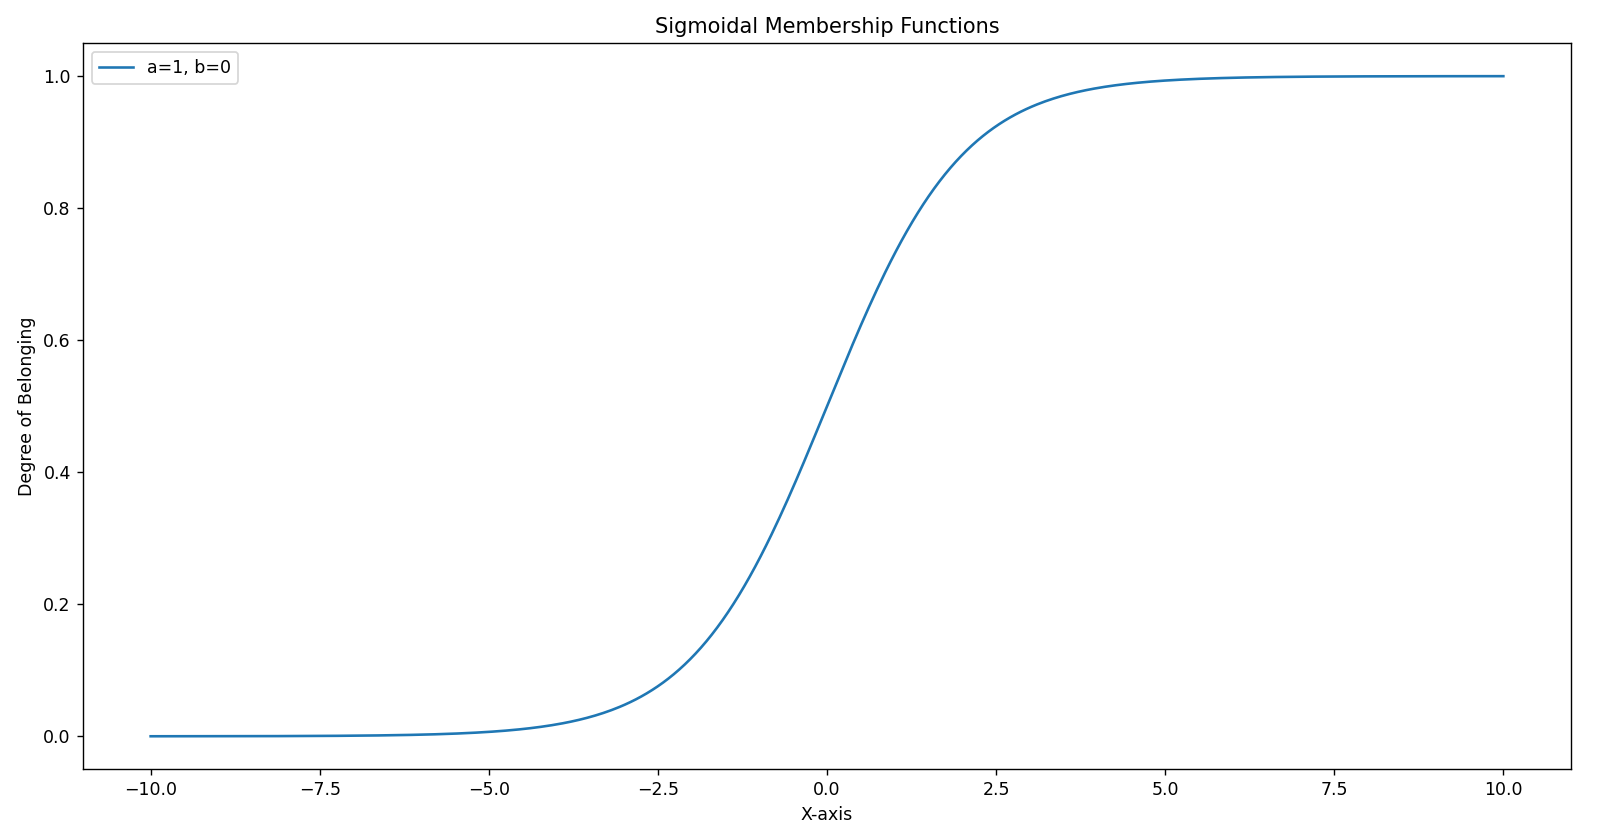 Sigmoidal Membership Functions
a=1, b=0
1.0
0.8
0.6
0.4
0.2
0.0
Degree of Belonging
−10.0 −7.5 −5.0 −2.5 0.0 2.5 5.0 7.5 10.0
X-axis